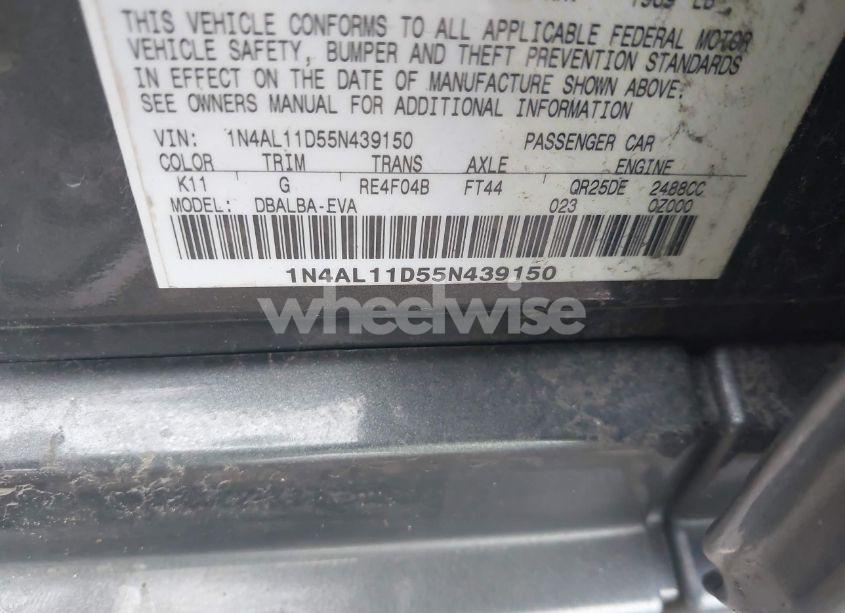 1909 LB
THIS VEHICLE CONFORMS TO ALL APPLICABLE FEDERAL MOTOR
VEHICLE SAFETY, BUMPER AND THEFT PREVENTION STANDARDS
IN EFFECT ON THE DATE OF MANUFACTURE SHOWN ABOVE.
SEE OWNERS MANUAL FOR ADDITIONAL INFORMATION
VIN: 1N4AL11D55N439150 PASSENGER CAR
COLOR TRIM TRANS AXLE ENGINE
K11 G RE4F04B FT44 QR25DE 2488CC
MODEL: DBALBA-EVA 023 0Z000
1N4AL11D55N439150
wheelwise